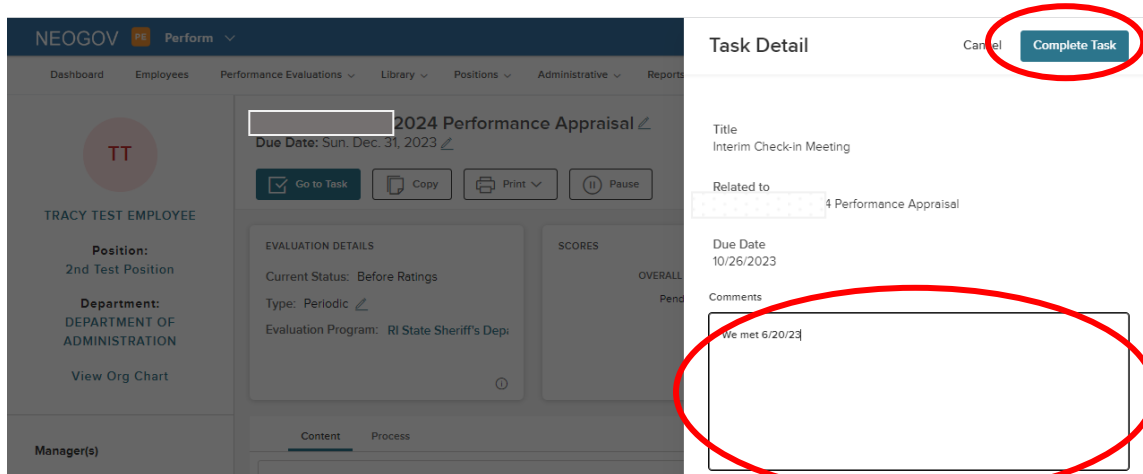 NEOGOV PE Perform
Dashboard Employees Performance Evaluations Library Positions Administrative Reports
TT
TRACY TEST EMPLOYEE
Position:
2nd Test Position
Department:
DEPARTMENT OF
ADMINISTRATION
View Org Chart
Manager(s)
2024 Performance Appraisal
Due Date: Sun. Dec. 31, 2023
Go to Task Copy Print Pause
EVALUATION DETAILS
Current Status: Before Ratings
Type: Periodic
Evaluation Program: RI State Sheriff's Depa
SCORES
OVERALL
Pend
Content Process
Task Detail
Cancel Complete Task
Title
Interim Check-in Meeting
Related to
4 Performance Appraisal
Due Date
10/26/2023
Comments
We met 6/20/23